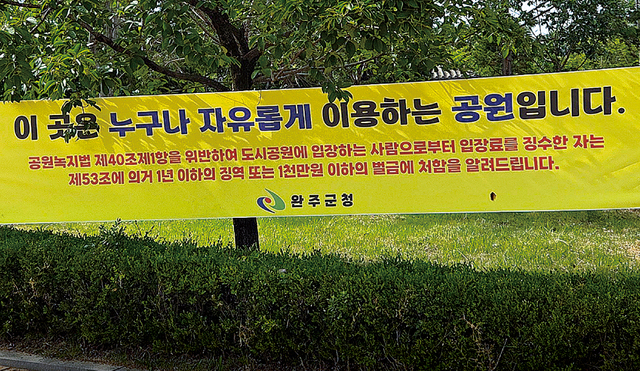 이 곳은 누구나 자유롭게 이용하는 공원입니다.
공원녹지법 제40조제1항을 위반하여 도시공원에 입장하는 사람으로부터 입장료를 징수한 자는
제53조에 의거 1년 이하의 징역 또는 1천만원 이하의 벌금에 처함을 알려드립니다.
완주군청